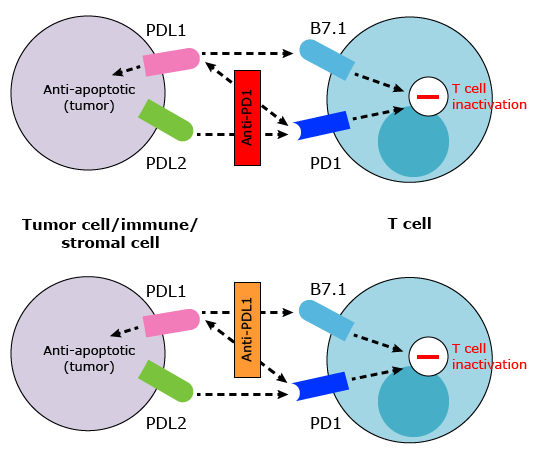 PDL1
B7.1
Anti-apoptotic
(tumor)
Anti-PD1
T cell
inactivation
PDL2
PD1
Tumor cell/immune/
stromal cell
T cell
PDL1
B7.1
Anti-apoptotic
(tumor)
Anti-PDL1
T cell
inactivation
PDL2
PD1